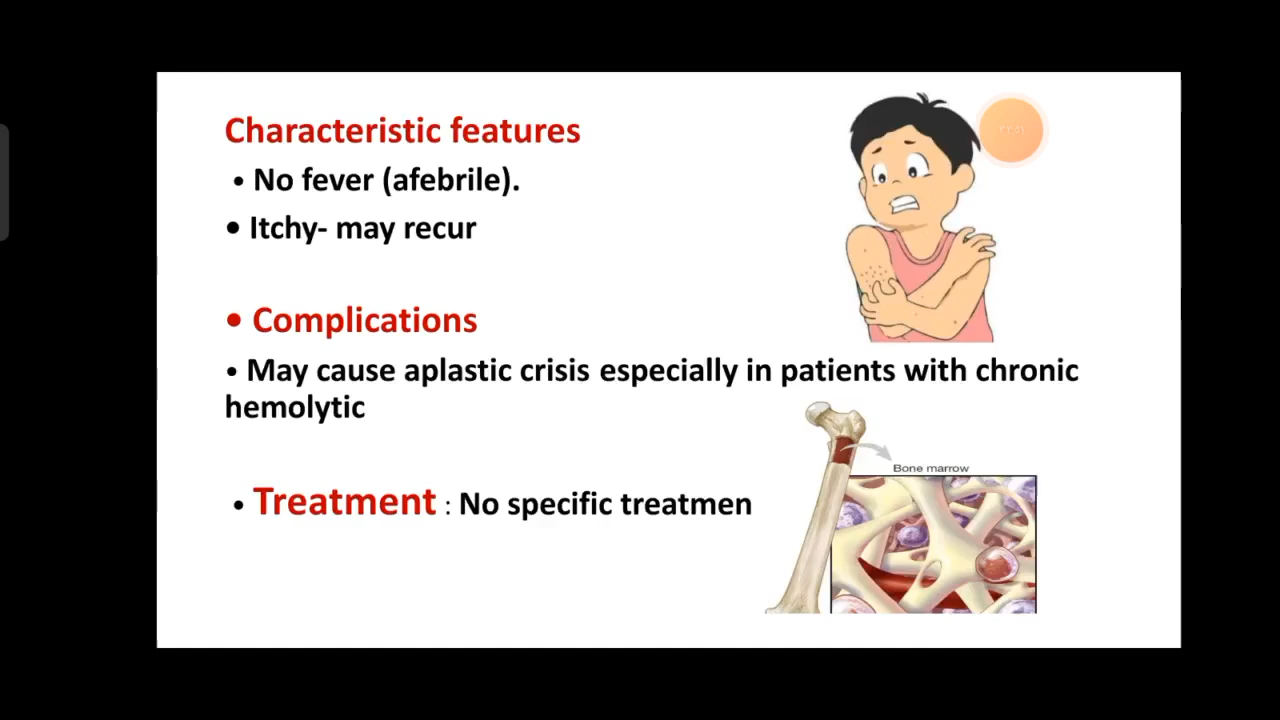 Characteristic features
• No fever (afebrile).
• Itchy- may recur
• Complications
• May cause aplastic crisis especially in patients with chronic
hemolytic
Bone marrow
• Treatment : No specific treatmen